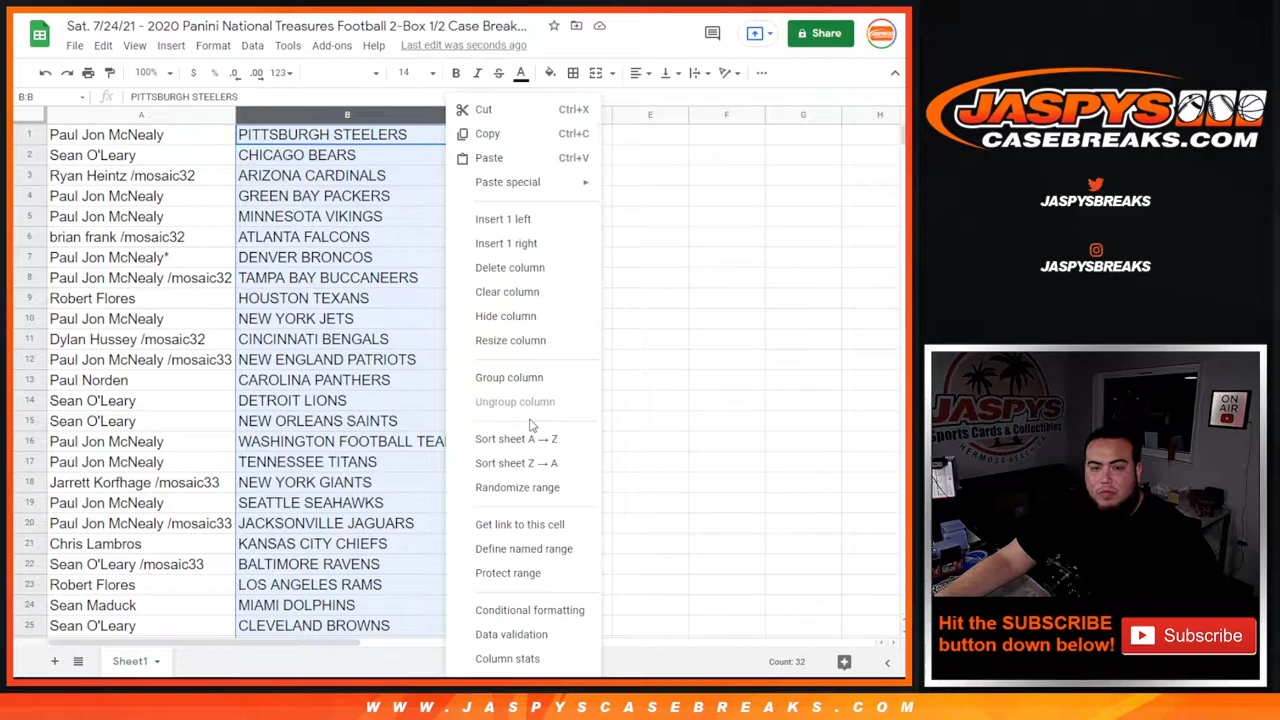 Sat. 7/24/21 - 2020 Panini National Treasures Football 2-Box 1/2 Case Break...
File Edit View Insert Format Data Tools Add-ons Help Last edit was seconds ago
Share
100% $ % .0 .00 123 14 B I S A
B:B fx PITTSBURGH STEELERS
A B E F G H
1 Paul Jon McNealy PITTSBURGH STEELERS
2 Sean O'Leary CHICAGO BEARS
3 Ryan Heintz /mosaic32 ARIZONA CARDINALS
4 Paul Jon McNealy GREEN BAY PACKERS
5 Paul Jon McNealy MINNESOTA VIKINGS
6 brian frank /mosaic32 ATLANTA FALCONS
7 Paul Jon McNealy* DENVER BRONCOS
8 Paul Jon McNealy /mosaic32 TAMPA BAY BUCCANEERS
9 Robert Flores HOUSTON TEXANS
10 Paul Jon McNealy NEW YORK JETS
11 Dylan Hussey /mosaic32 CINCINNATI BENGALS
12 Paul Jon McNealy /mosaic33 NEW ENGLAND PATRIOTS
13 Paul Norden CAROLINA PANTHERS
14 Sean O'Leary DETROIT LIONS
15 Sean O'Leary NEW ORLEANS SAINTS
16 Paul Jon McNealy WASHINGTON FOOTBALL TEA
17 Paul Jon McNealy TENNESSEE TITANS
18 Jarrett Korfhage /mosaic33 NEW YORK GIANTS
19 Paul Jon McNealy SEATTLE SEAHAWKS
20 Paul Jon McNealy /mosaic33 JACKSONVILLE JAGUARS
21 Chris Lambros KANSAS CITY CHIEFS
22 Sean O'Leary /mosaic33 BALTIMORE RAVENS
23 Robert Flores LOS ANGELES RAMS
24 Sean Maduck MIAMI DOLPHINS
25 Sean O'Leary CLEVELAND BROWNS
Cut Ctrl+X
Copy Ctrl+C
Paste Ctrl+V
Paste special
Insert 1 left
Insert 1 right
Delete column
Clear column
Hide column
Resize column
Group column
Ungroup column
Sort sheet A → Z
Sort sheet Z → A
Randomize range
Get link to this cell
Define named range
Protect range
Conditional formatting
Data validation
Column stats
Sheet1
Count: 32
JASPYS
CASEBREAKS.COM
JASPYSBREAKS
JASPYSBREAKS
JASPYS
Sports Cards & Collectibles
HERMOSA BEACH
ON AIR
Hit the SUBSCRIBE
button down below!
Subscribe
WWW.JASPYSCASEBREAKS.COM